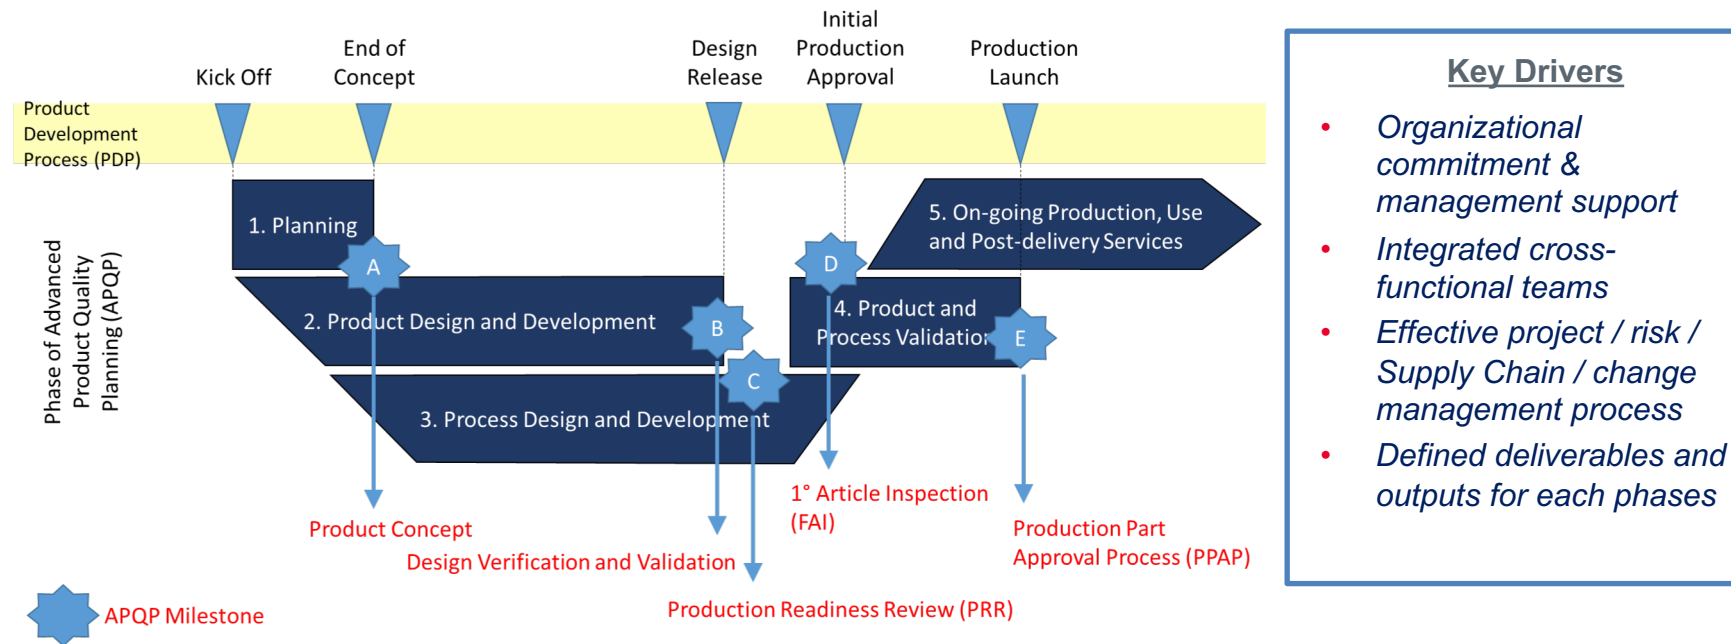 Kick Off
End of
Concept
Design
Release
Initial
Production
Approval
Production
Launch
Product
Development
Process (PDP)
Phase of Advanced
Product Quality
Planning (APQP)
1. Planning
A
2. Product Design and Development
B
C
3. Process Design and Development
D
4. Product and
Process Validation
E
5. On-going Production, Use
and Post-delivery Services
Product Concept
Design Verification and Validation
Production Readiness Review (PRR)
1° Article Inspection
(FAI)
Production Part
Approval Process (PPAP)
APQP Milestone
Key Drivers
• Organizational
commitment &
management support
• Integrated cross-
functional teams
• Effective project / risk /
Supply Chain / change
management process
• Defined deliverables and
outputs for each phases